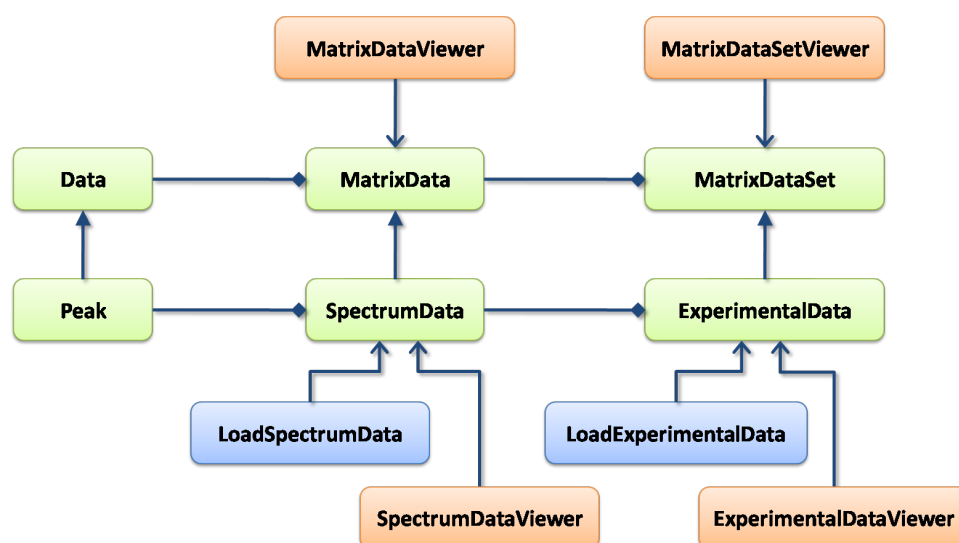 MatrixDataViewer
MatrixDataSetViewer
Data
MatrixData
MatrixDataSet
Peak
SpectrumData
ExperimentalData
LoadSpectrumData
LoadExperimentalData
SpectrumDataViewer
ExperimentalDataViewer